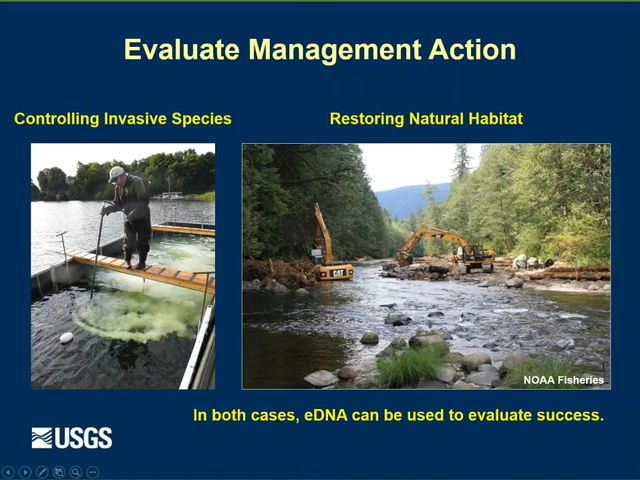 Evaluate Management Action
Controlling Invasive Species
Restoring Natural Habitat
CAT
NOAA Fisheries
In both cases, eDNA can be used to evaluate success.
USGS